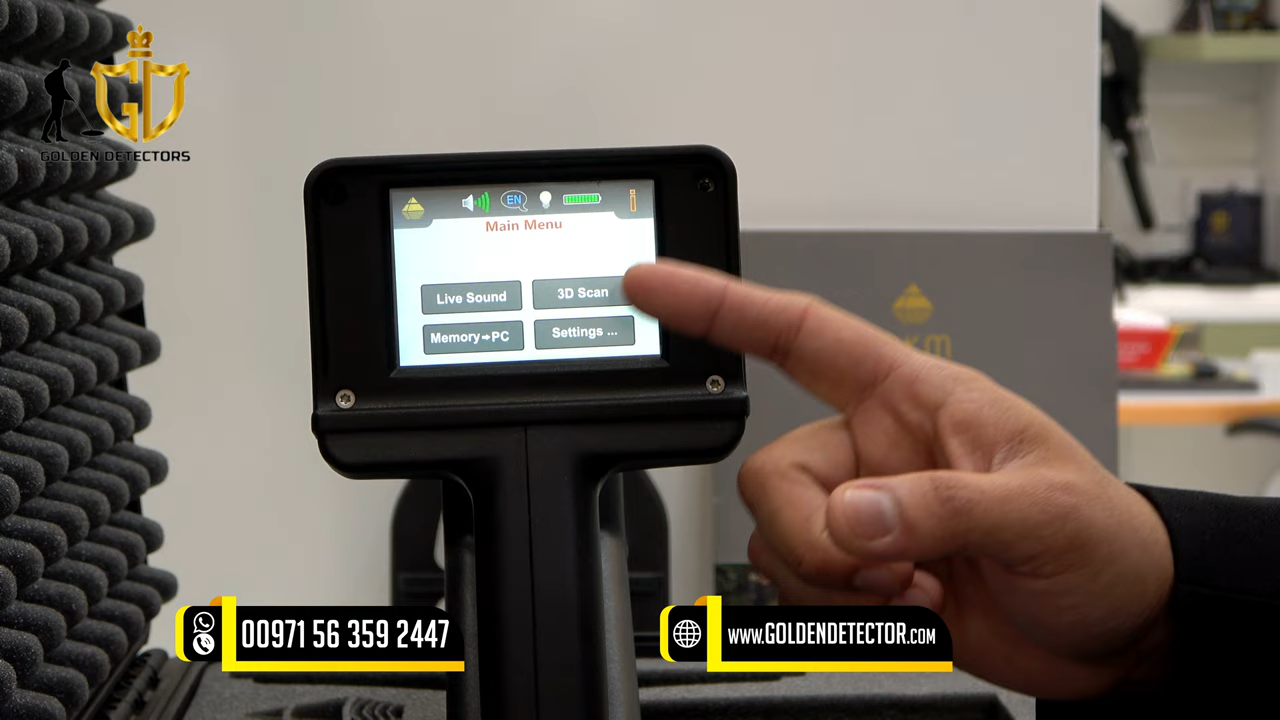 GD
GOLDEN DETECTORS
EN
Main Menu
Live Sound
3D Scan
Memory➡PC
Settings ...
00971 56 359 2447
www.GOLDENDETECTOR.com